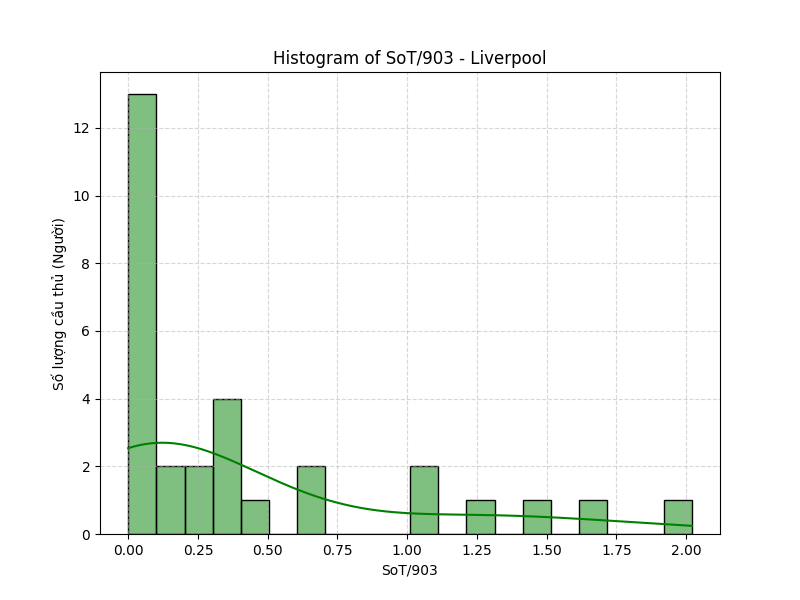 Histogram of SoT/903 - Liverpool
Số lượng cầu thủ (Người)
12
10
8
6
4
2
0
0.00 0.25 0.50 0.75 1.00 1.25 1.50 1.75 2.00
SoT/903